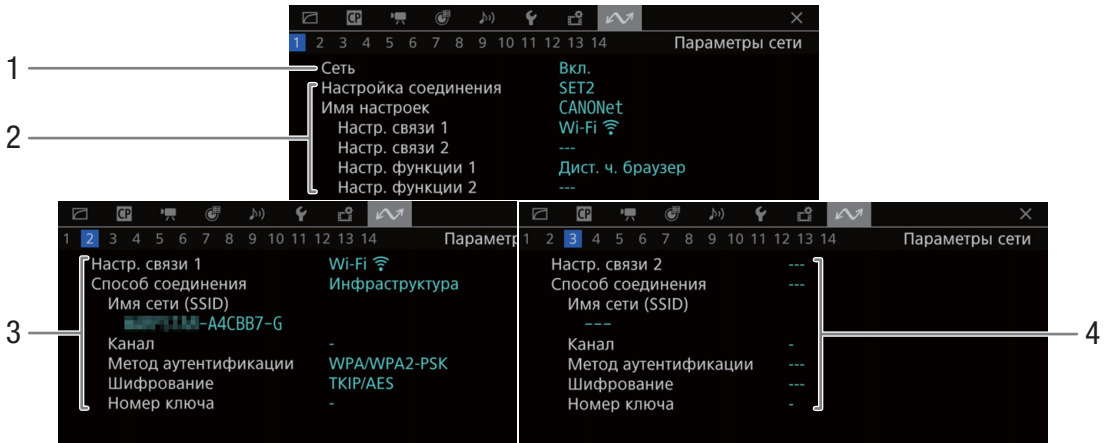 CP
1 2 3 4 5 6 7 8 9 10 11 12 13 14 Параметры сети
1
Сеть Вкл.
2
Настройка соединения SET2
Имя настроек CANONet
Настр. связи 1 Wi-Fi
Настр. связи 2 ---
Настр. функции 1 Дист. ч. браузер
Настр. функции 2 ---
CP
1 2 3 4 5 6 7 8 9 10 11 12 13 14 Параметр
3
Настр. связи 1 Wi-Fi
Способ соединения Инфраструктура
Имя сети (SSID)
-A4CBB7-G
Канал -
Метод аутентификации WPA/WPA2-PSK
Шифрование TKIP/AES
Номер ключа -
CP
1 2 3 4 5 6 7 8 9 10 11 12 13 14 Параметры сети
Настр. связи 2 ---
Способ соединения ---
Имя сети (SSID)
---
Канал -
Метод аутентификации ---
Шифрование ---
Номер ключа -
4